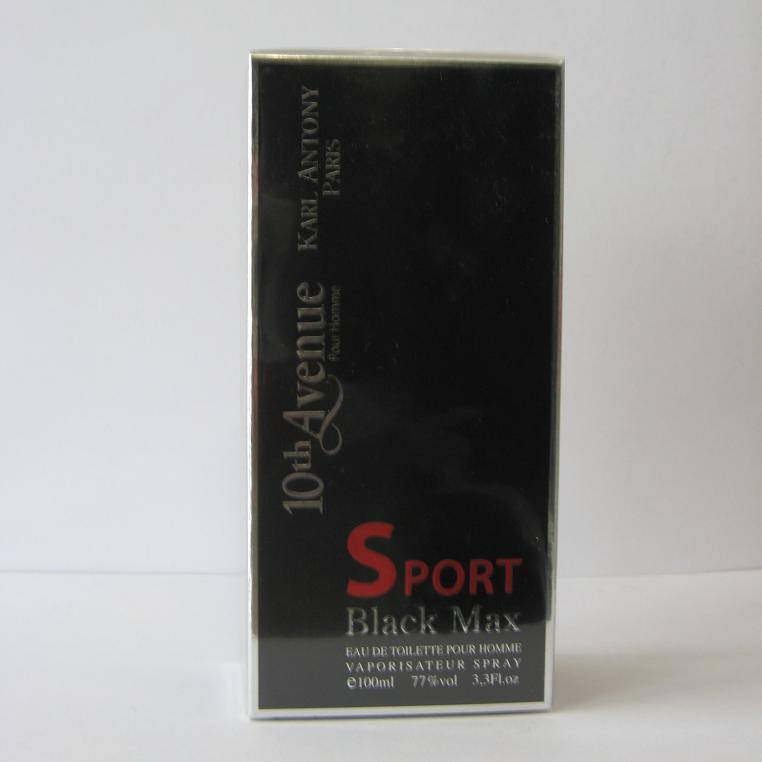 10th Avenue
Pour Homme
KARL ANTONY
PARIS
SPORT
Black Max
EAU DE TOILETTE POUR HOMME
VAPORISATEUR SPRAY
e100ml 77%vol 3,3Fl.oz